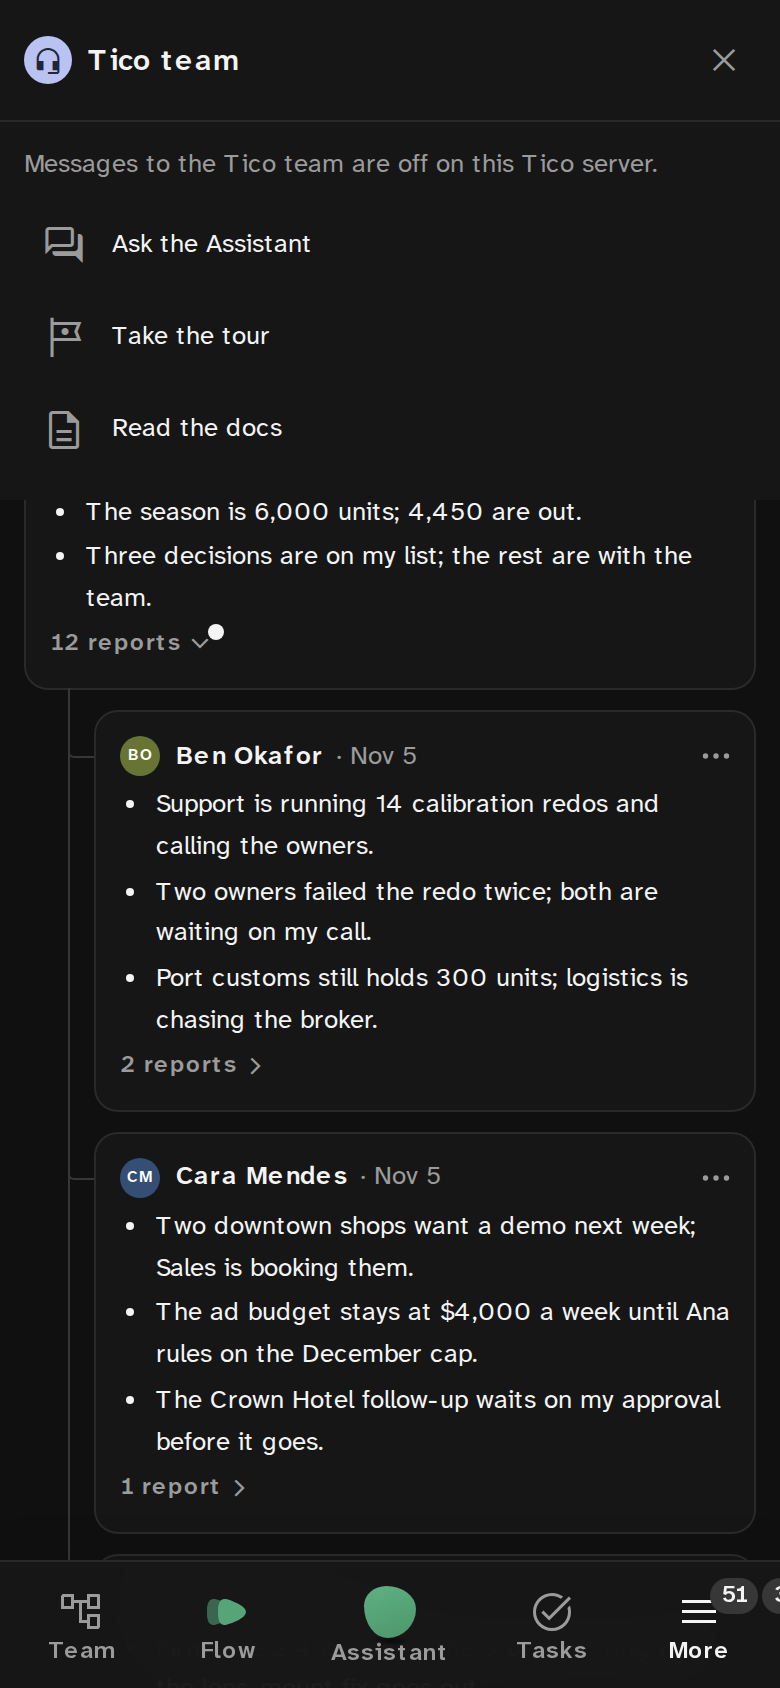 Tico team
Messages to the Tico team are off on this Tico server.
Ask the Assistant
Take the tour
Read the docs
• The season is 6,000 units; 4,450 are out.
• Three decisions are on my list; the rest are with the
team.
12 reports
BO Ben Okafor · Nov 5
• Support is running 14 calibration redos and
calling the owners.
• Two owners failed the redo twice; both are
waiting on my call.
• Port customs still holds 300 units; logistics is
chasing the broker.
2 reports
CM Cara Mendes · Nov 5
• Two downtown shops want a demo next week;
Sales is booking them.
• The ad budget stays at $4,000 a week until Ana
rules on the December cap.
• The Crown Hotel follow-up waits on my approval
before it goes.
1 report
51
Team Flow Assistant Tasks More